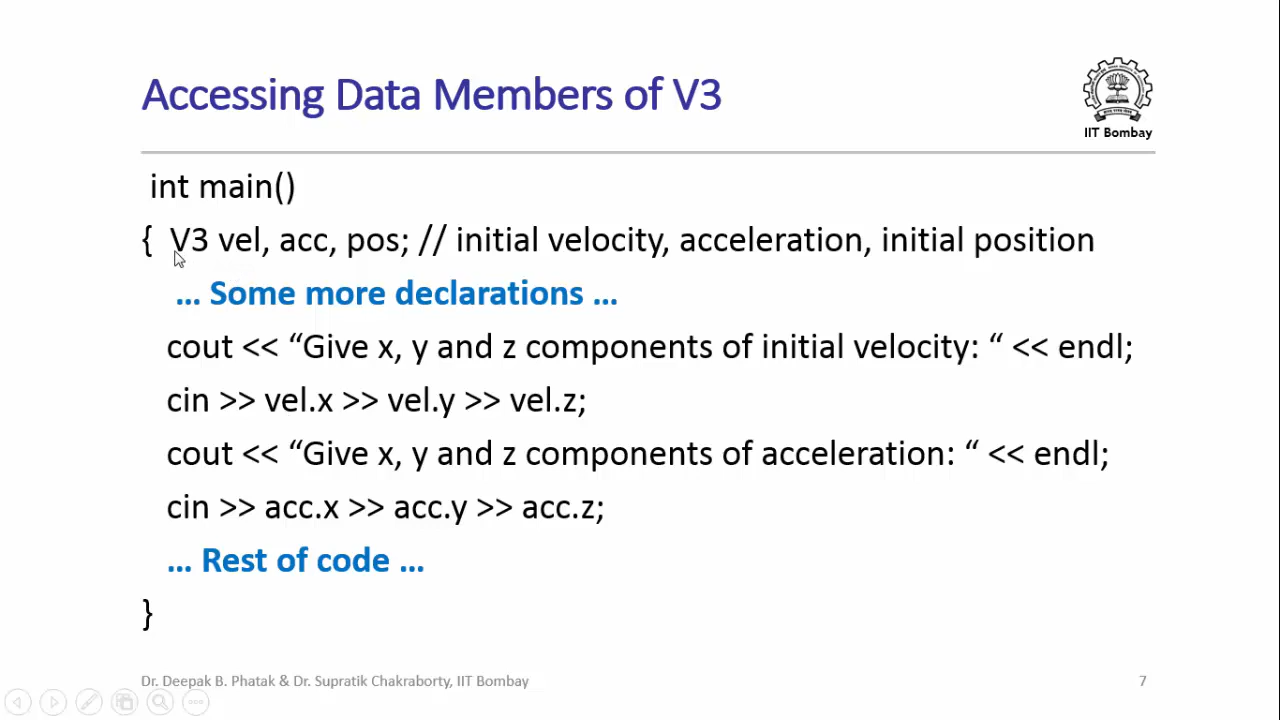 Accessing Data Members of V3
IIT Bombay
int main()
{ V3 vel, acc, pos; // initial velocity, acceleration, initial position
… Some more declarations …
cout << “Give x, y and z components of initial velocity: “ << endl;
cin >> vel.x >> vel.y >> vel.z;
cout << “Give x, y and z components of acceleration: “ << endl;
cin >> acc.x >> acc.y >> acc.z;
… Rest of code …
}
Dr. Deepak B. Phatak & Dr. Supratik Chakraborty, IIT Bombay
7